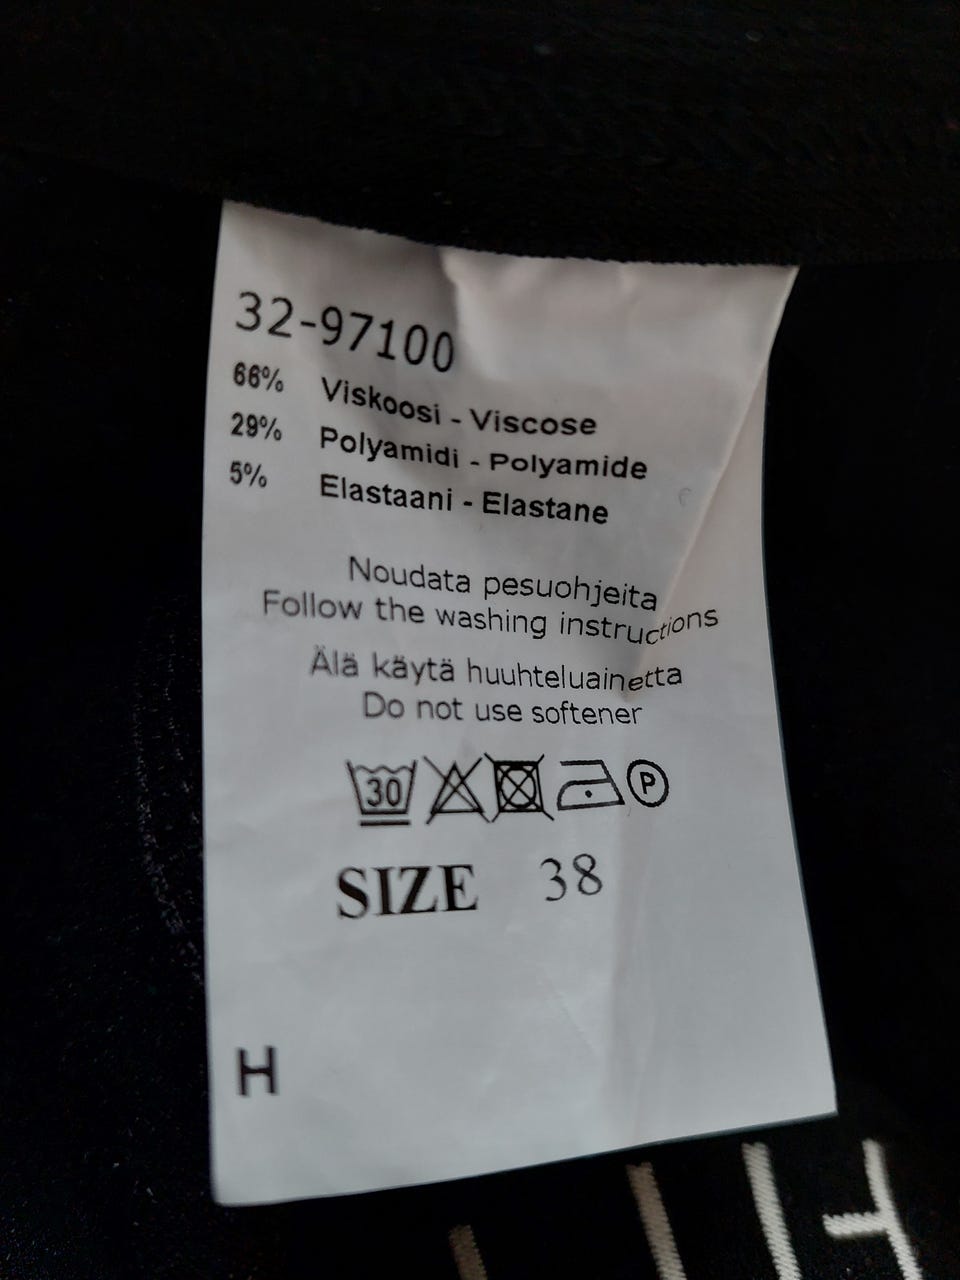 32-97100
66% Viskoosi - Viscose
29% Polyamidi - Polyamide
5% Elastaani - Elastane
Noudata pesuohjeita
Follow the washing instructions
Älä käytä huuhteluainetta
Do not use softener
30 P
SIZE 38
H